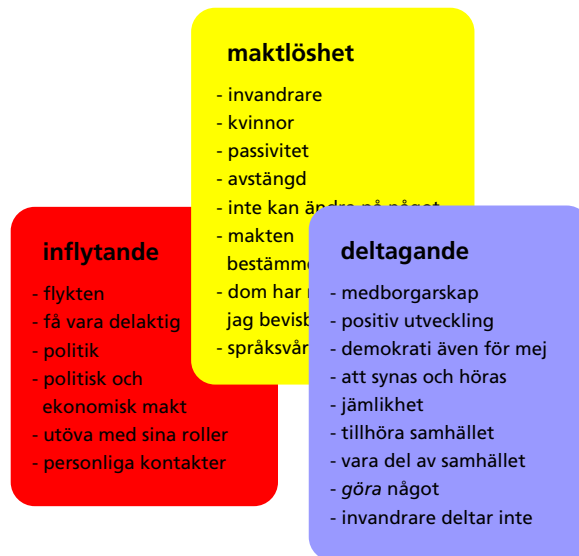 maktlöshet
- invandrare
- kvinnor
- passivitet
- avstängd
- inte kan ändra på något
- makten
- dom har
jag
inflytande
- flykten
- få vara delaktig
- politik
- politisk och
ekonomisk makt
- utöva med sina roller
- personliga kontakter
deltagande
- medborgarskap
- positiv utveckling
- demokrati även för mej
- att synas och höras
- jämlikhet
- tillhöra samhället
- vara del av samhället
- göra något
- invandrare deltar inte